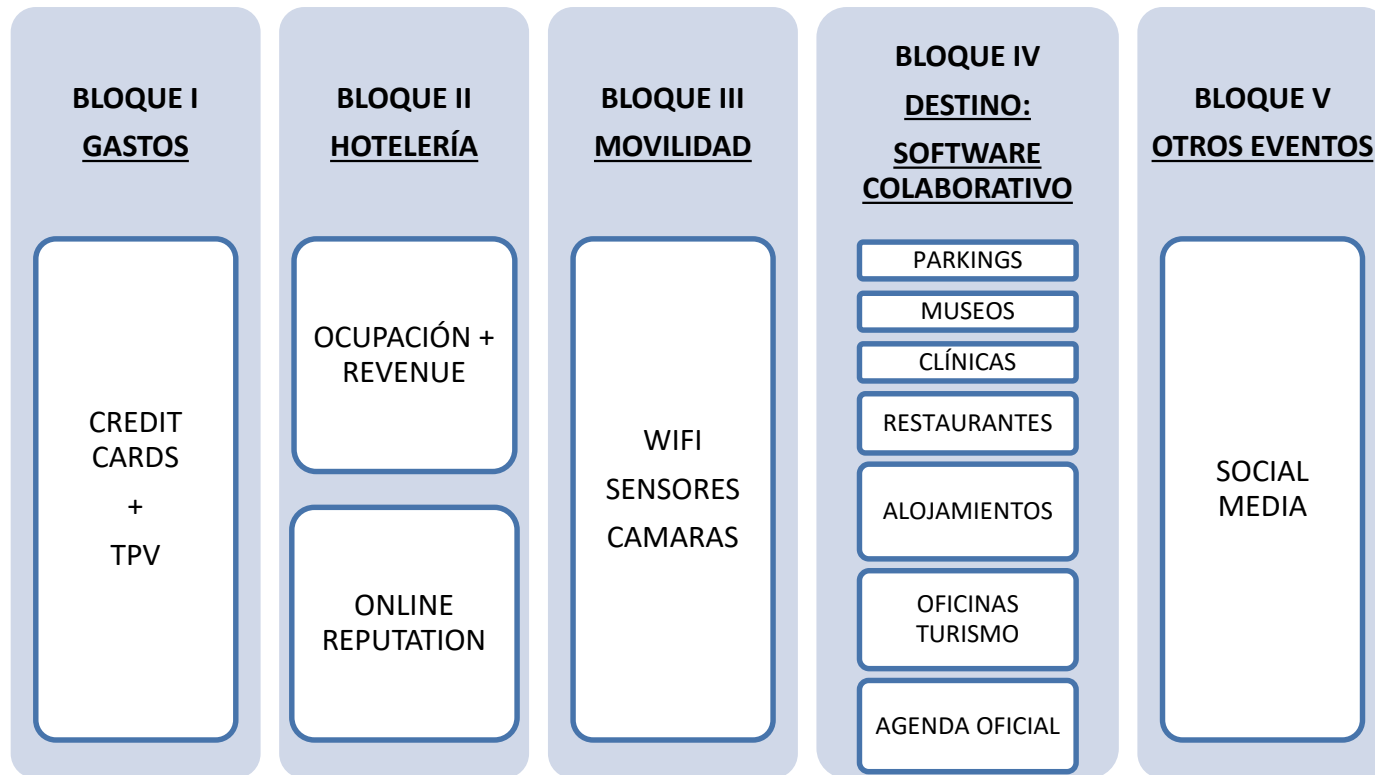 BLOQUE I
GASTOS
CREDIT
CARDS
+
TPV
BLOQUE II
HOTELERÍA
OCUPACIÓN +
REVENUE
ONLINE
REPUTATION
BLOQUE III
MOVILIDAD
WIFI
SENSORES
CAMARAS
BLOQUE IV
DESTINO:
SOFTWARE
COLABORATIVO
PARKINGS
MUSEOS
CLÍNICAS
RESTAURANTES
ALOJAMIENTOS
OFICINAS
TURISMO
AGENDA OFICIAL
BLOQUE V
OTROS EVENTOS
SOCIAL
MEDIA